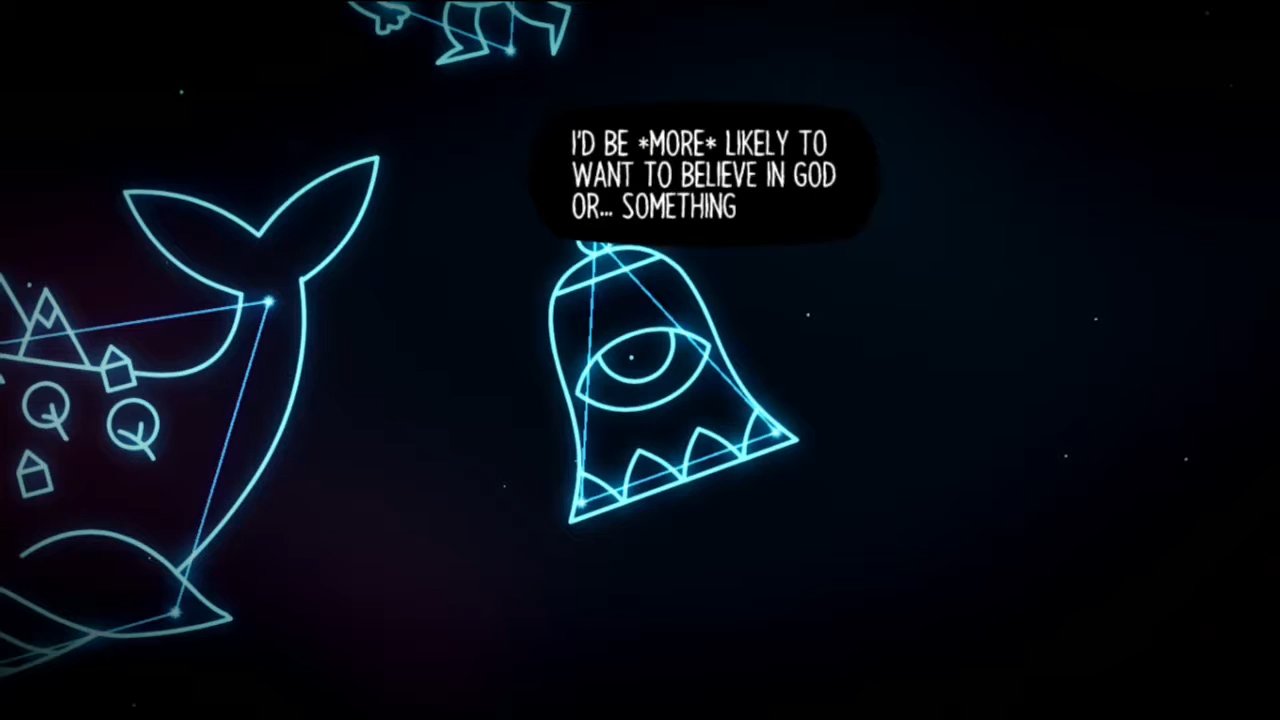 I'D BE *MORE* LIKELY TO
WANT TO BELIEVE IN GOD
OR... SOMETHING